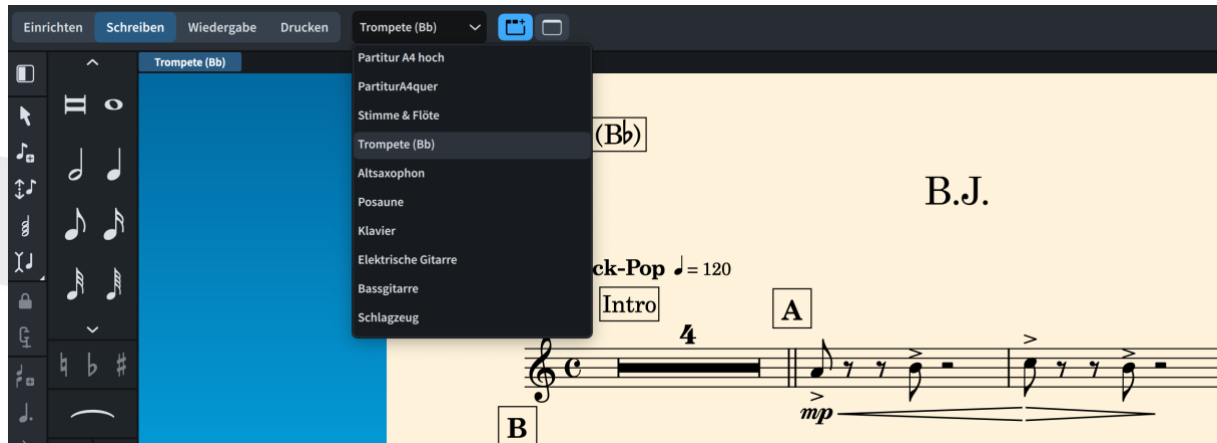 Einrichten Schreiben Wiedergabe Drucken Trompete (Bb)
Trompete (Bb)
Partitur A4 hoch
PartiturA4quer
Stimme & Flöte
Trompete (Bb)
Altsaxophon
Posaune
Klavier
Elektrische Gitarre
Bassgitarre
Schlagzeug
(B♭)
B.J.
ck-Pop ♩= 120
Intro
A
4
mp
B